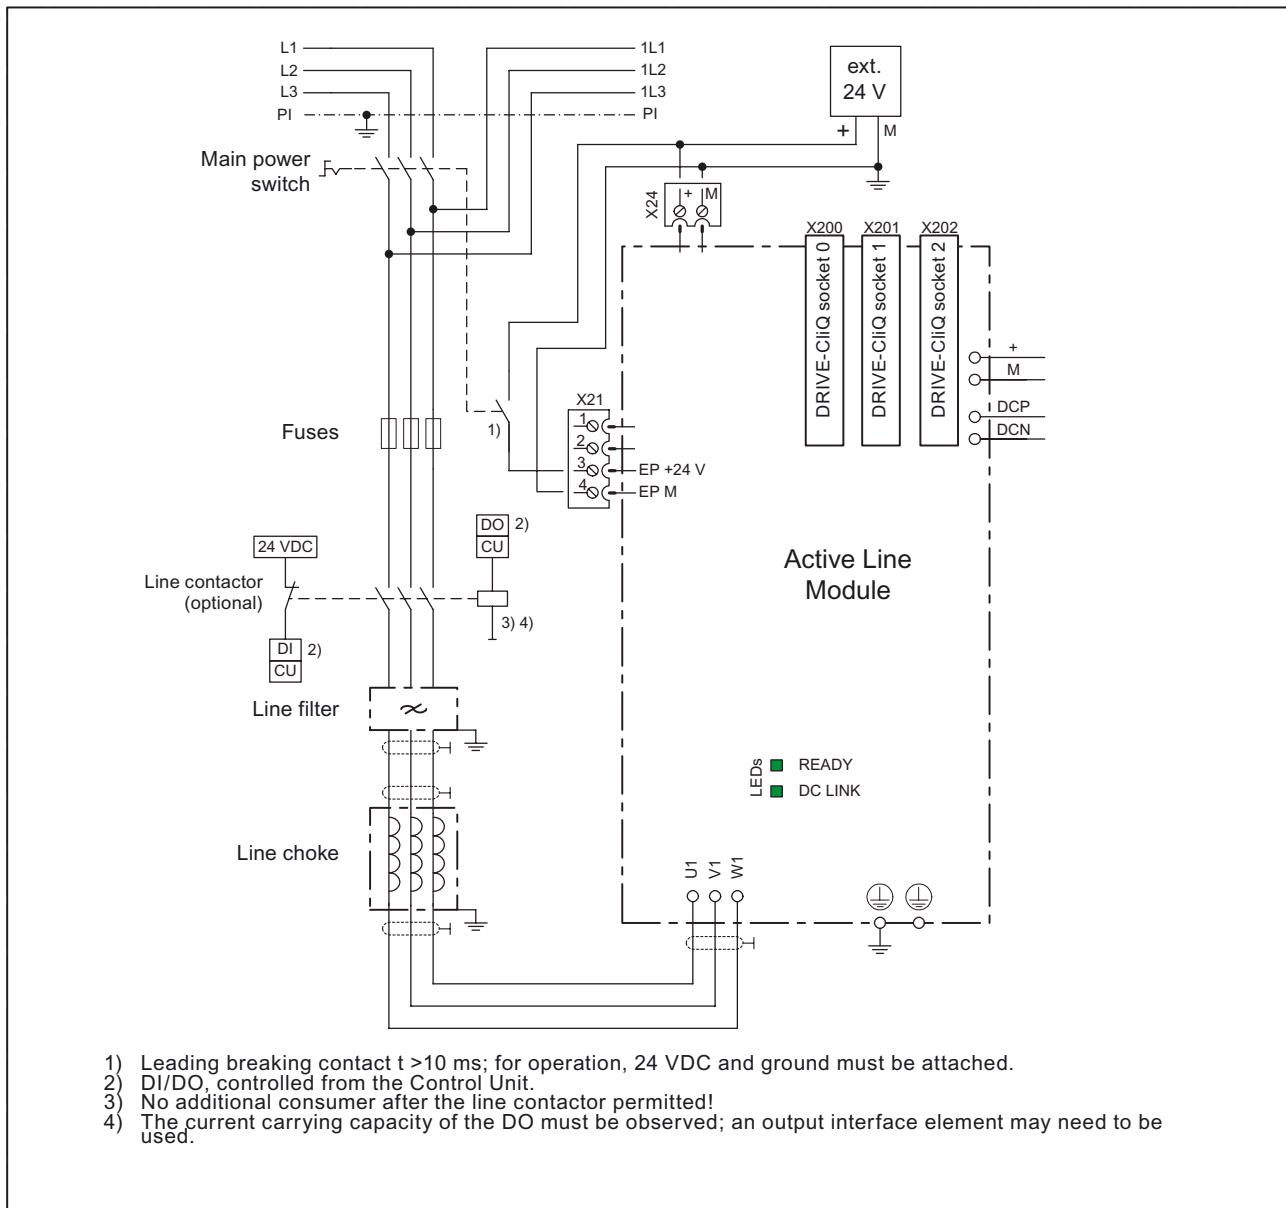 L1
1L1
L2
1L2
L3
1L3
PI
PI
ext.
24 V
+
M
Main power
switch
X24
+
M
X200
X201
X202
DRIVE-CliQ socket 0
DRIVE-CliQ socket 1
DRIVE-CliQ socket 2
+
M
DCP
DCN
X21
1
2
3
4
EP +24 V
EP M
1)
Fuses
24 VDC
DO
CU
2)
Line contactor
(optional)
3) 4)
DI
CU
2)
Active Line
Module
Line filter
LEDs
READY
DC LINK
Line choke
U1
V1
W1
1) Leading breaking contact t >10 ms; for operation, 24 VDC and ground must be attached.
2) DI/DO, controlled from the Control Unit.
3) No additional consumer after the line contactor permitted!
4) The current carrying capacity of the DO must be observed; an output interface element may need to be
used.